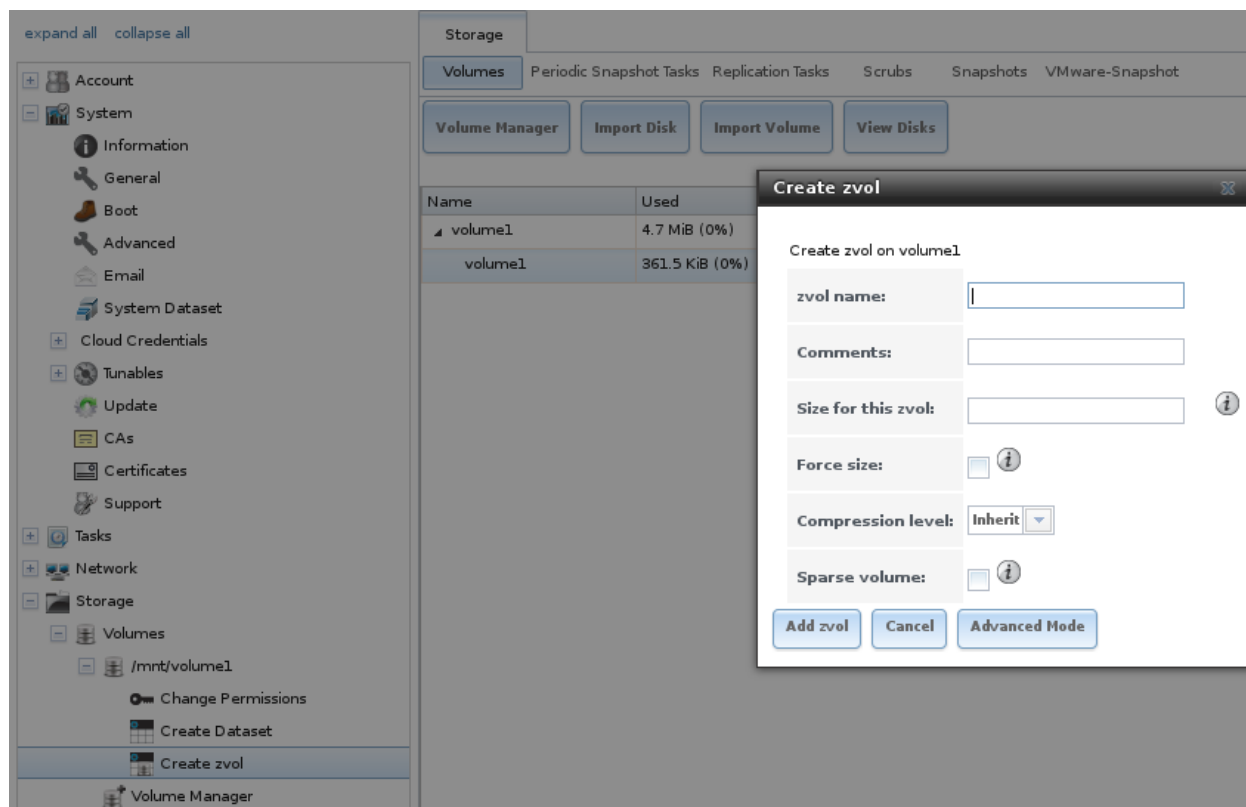 expand all collapse all
Account
System
Information
General
Boot
Advanced
Email
System Dataset
Cloud Credentials
Tunables
Update
CAs
Certificates
Support
Tasks
Network
Storage
Volumes
/mnt/volume1
Change Permissions
Create Dataset
Create zvol
Volume Manager
Storage
Volumes Periodic Snapshot Tasks Replication Tasks Scrubs Snapshots VMware-Snapshot
Volume Manager Import Disk Import Volume View Disks
Name Used
volume1 4.7 MiB (0%)
volume1 361.5 KiB (0%)
Create zvol
Create zvol on volume1
zvol name:
Comments:
Size for this zvol:
Force size:
Compression level: Inherit
Sparse volume:
Add zvol Cancel Advanced Mode